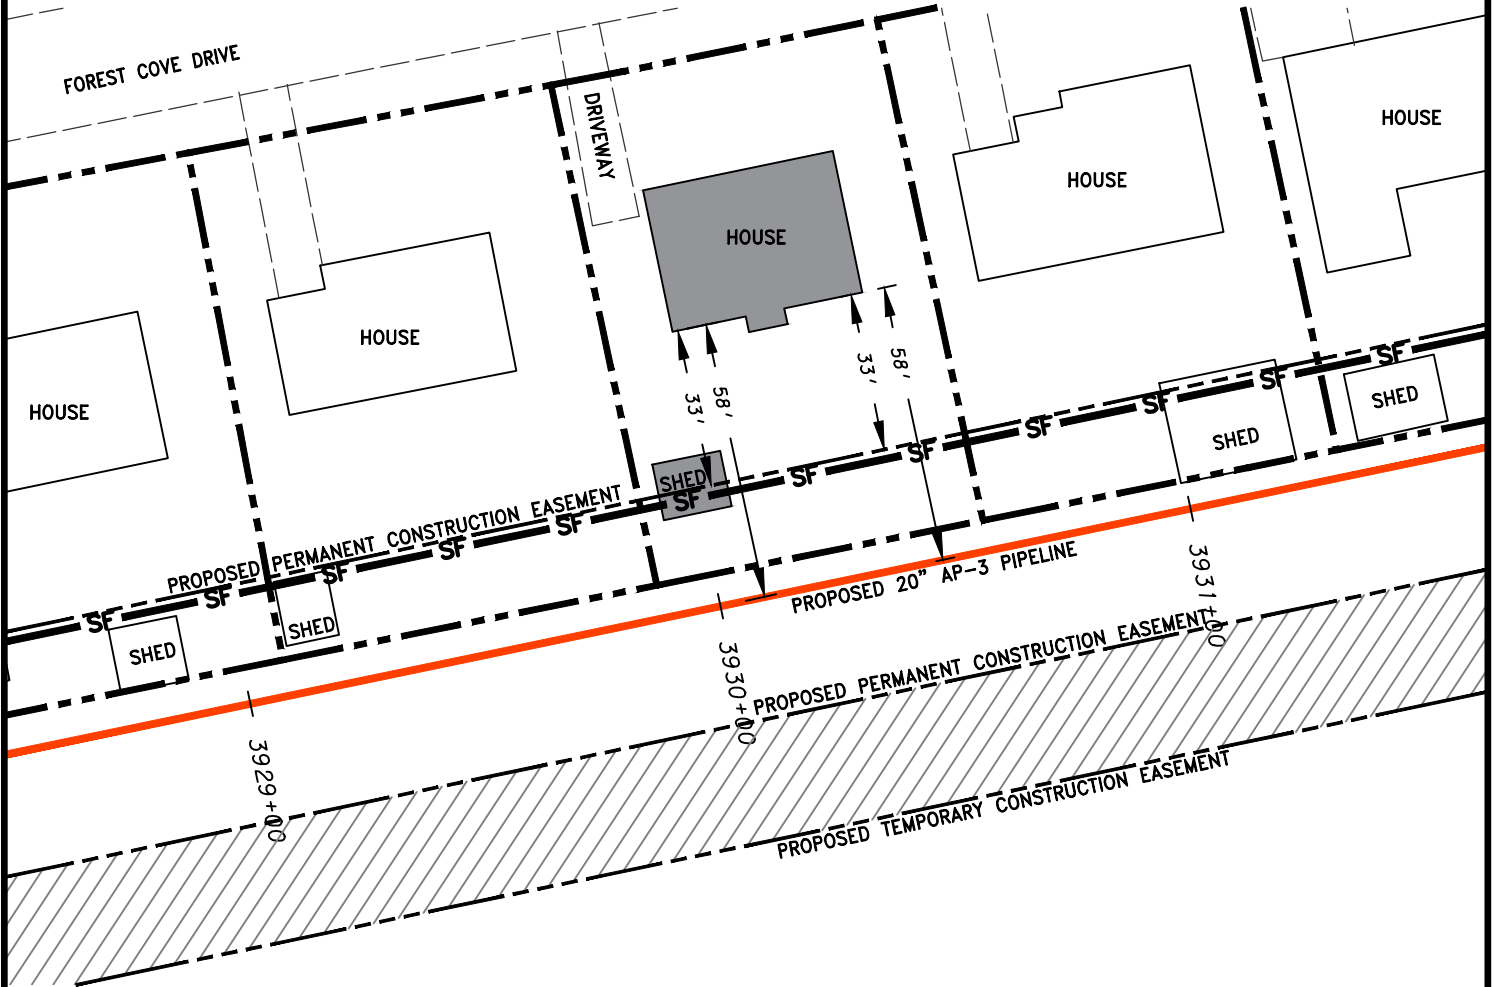 FOREST COVE DRIVE
DRIVEWAY
HOUSE
HOUSE
HOUSE
HOUSE
HOUSE
58'
33'
33'
58'
SF
SF
SF
SF
SF
SF
SF
SF
SF
SF
SF
SF
SHED
SHED
SHED
SHED
SHED
PROPOSED PERMANENT CONSTRUCTION EASEMENT
PROPOSED 20" AP-3 PIPELINE
3931+00
3930+00
3929+00
PROPOSED PERMANENT CONSTRUCTION EASEMENT
PROPOSED TEMPORARY CONSTRUCTION EASEMENT